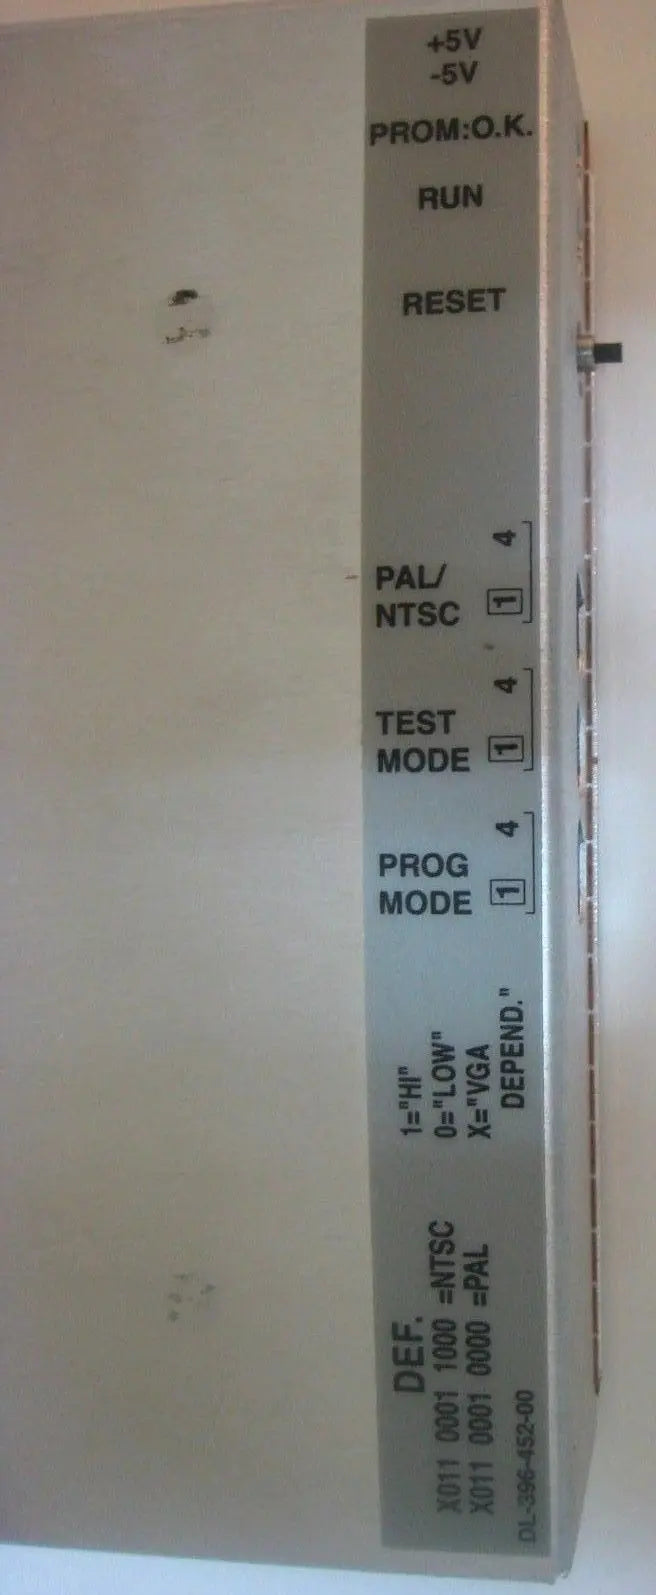 +5V
-5V
PROM:O.K.
RUN
RESET
PAL/
NTSC
1 4
TEST
MODE
1 4
PROG
MODE
1 4
1="HI"
0="LOW"
X="VGA
DEPEND."
DEF.
X011 0001 1000 =NTSC
X011 0001 0000 =PAL
DL-396-452-00